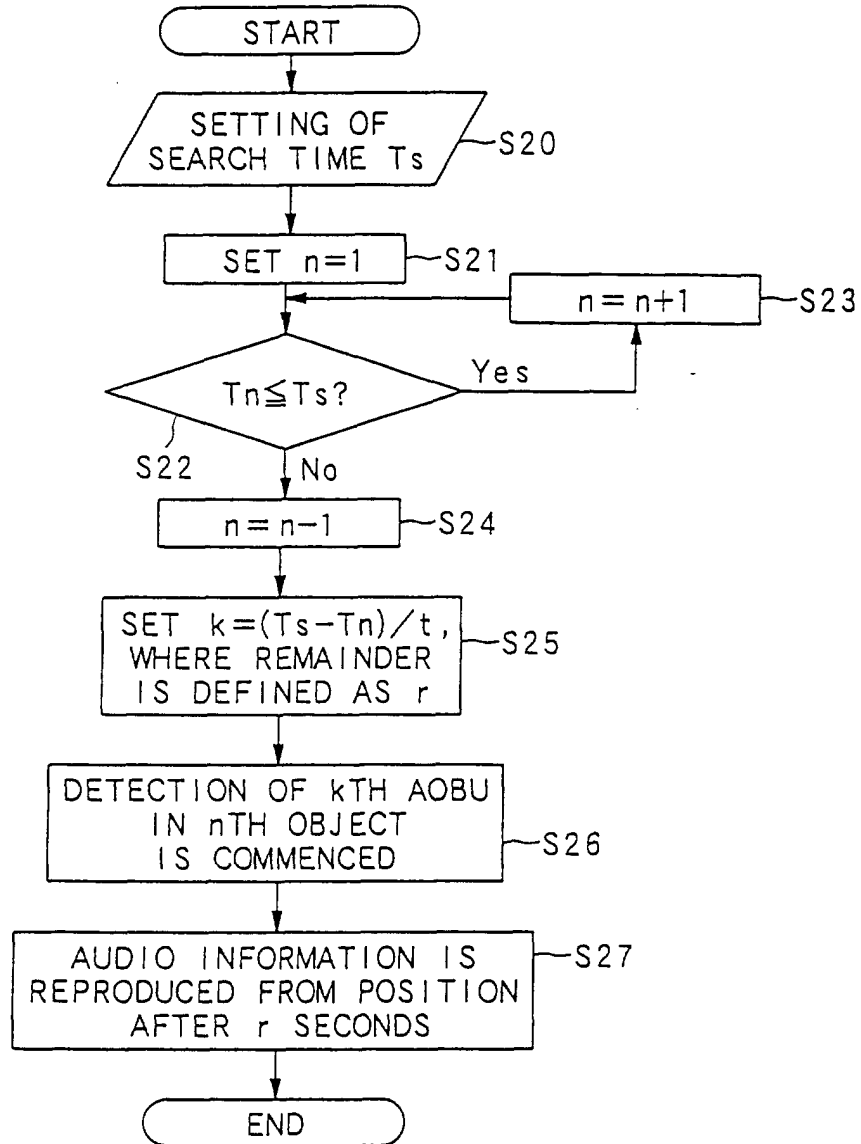 START
SETTING OF
SEARCH TIME Ts
S20
SET n=1
S21
n=n+1
S23
Tn≦Ts?
Yes
S22
No
n=n-1
S24
SET k=(Ts-Tn)/t,
WHERE REMAINDER
IS DEFINED AS r
S25
DETECTION OF kTH AOBU
IN nTH OBJECT
IS COMMENCED
S26
AUDIO INFORMATION IS
REPRODUCED FROM POSITION
AFTER r SECONDS
S27
END